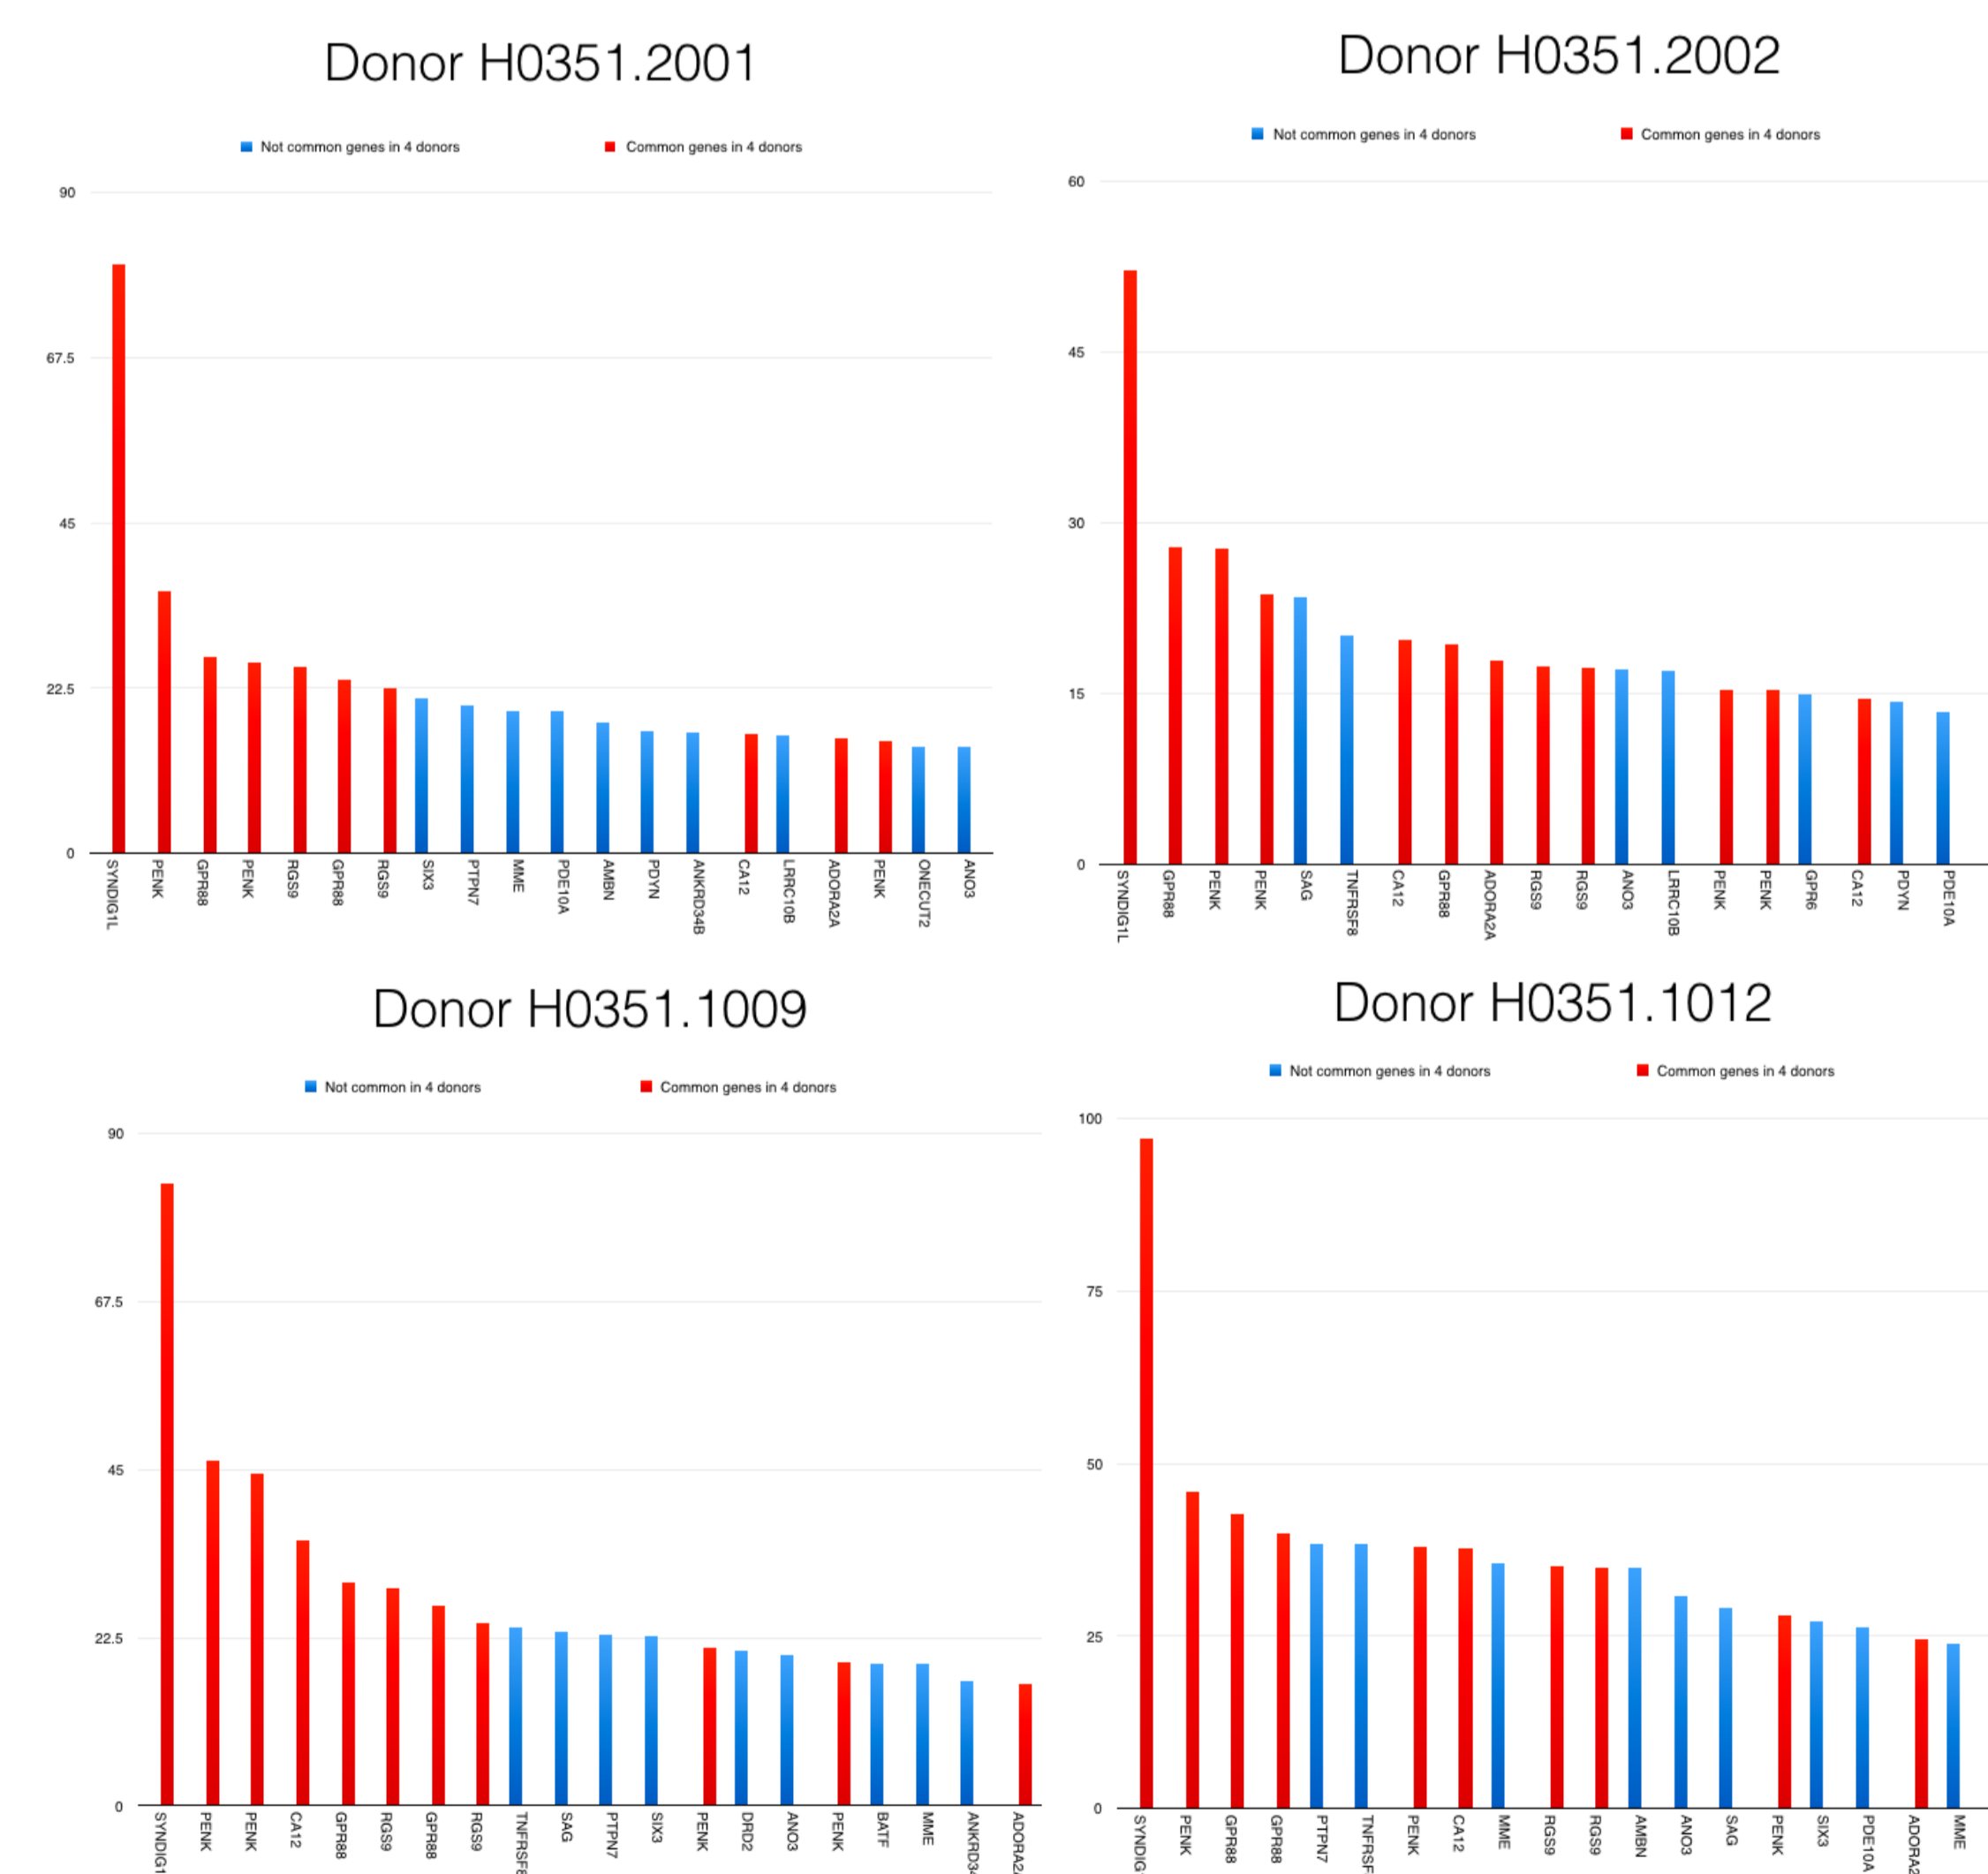 Donor H0351.2001
Not common genes in 4 donors Common genes in 4 donors
90
67.5
45
22.5
0
SYNDIG1L PENK GPR88 PENK RGS9 GPR88 RGS9 SIX3 PTPN7 MME PDE10A AMBN PDYN ANKRD34B CA12 LRRC10B ADORA2A PENK ONECUT2 ANO3
Donor H0351.2002
Not common genes in 4 donors Common genes in 4 donors
60
45
30
15
0
SYNDIG1L GPR88 PENK PENK SAG TNFRSF8 CA12 GPR88 ADORA2A RGS9 RGS9 ANO3 LRRC10B PENK PENK GPR6 CA12 PDYN PDE10A
Donor H0351.1009
Not common in 4 donors Common genes in 4 donors
90
67.5
45
22.5
0
SYNDIG1 PENK PENK CA12 GPR88 RGS9 GPR88 RGS9 TNFRSF8 SAG PTPN7 SIX3 PENK DRD2 ANO3 PENK BATF MME ANKRD34 ADORA2A
Donor H0351.1012
Not common genes in 4 donors Common genes in 4 donors
100
75
50
25
0
SYNDIG PENK GPR88 GPR88 PTPN7 TNFRSF PENK CA12 MME RGS9 RGS9 AMBN ANO3 SAG PENK SIX3 PDE10A ADORA2 MME